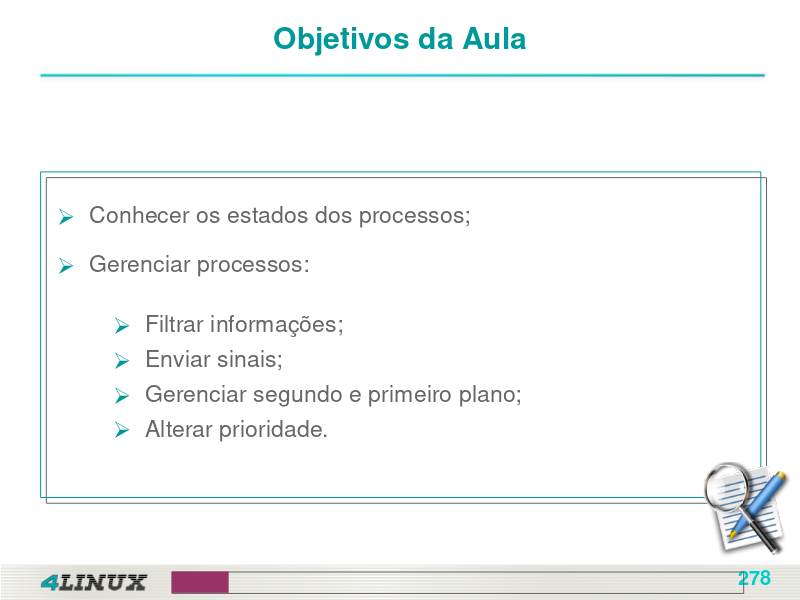 Objetivos da Aula
Conhecer os estados dos processos;
Gerenciar processos:
Filtrar informações;
Enviar sinais;
Gerenciar segundo e primeiro plano;
Alterar prioridade.
4LINUX
278